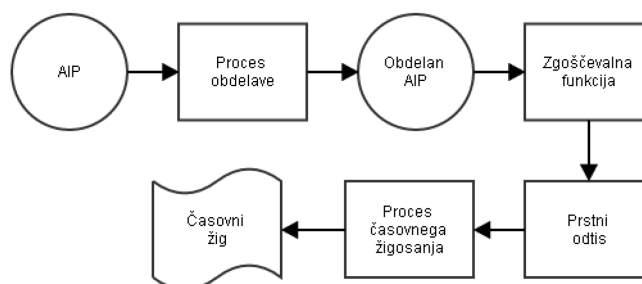 AIP
Proces
obdelave
Obdelan
AIP
Zgoščevalna
funkcija
Prstni
odtis
Proces
časovnega
žigosanja
Časovni
žig